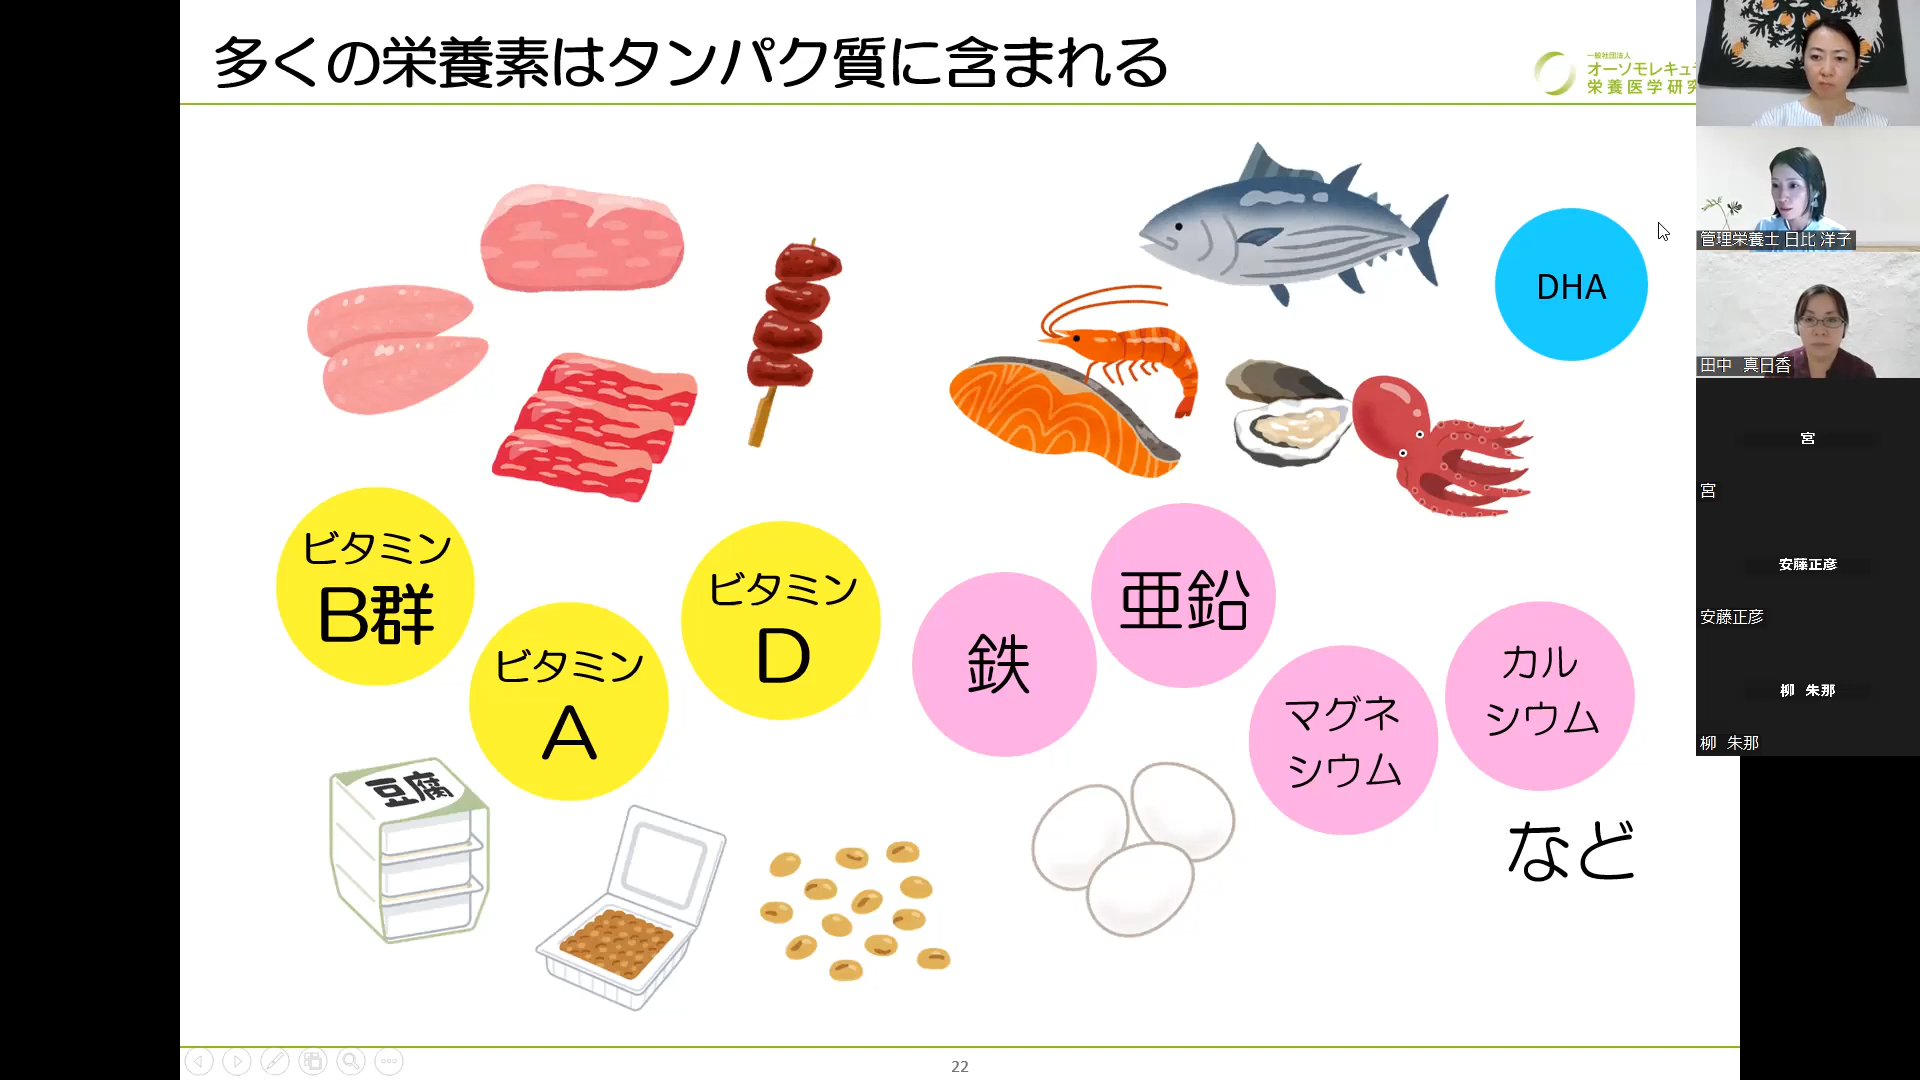 多くの栄養素はタンパク質に含まれる
一般社団法人
オーソモレキュ
栄養医学研究
DHA
ビタミン
B群
ビタミン
A
ビタミン
D
鉄
亜鉛
マグネ
シウム
カル
シウム
など
豆腐
22
管理栄養士 日比 洋子
田中 真日香
宮
宮
安藤正彦
安藤正彦
柳 朱那
柳 朱那